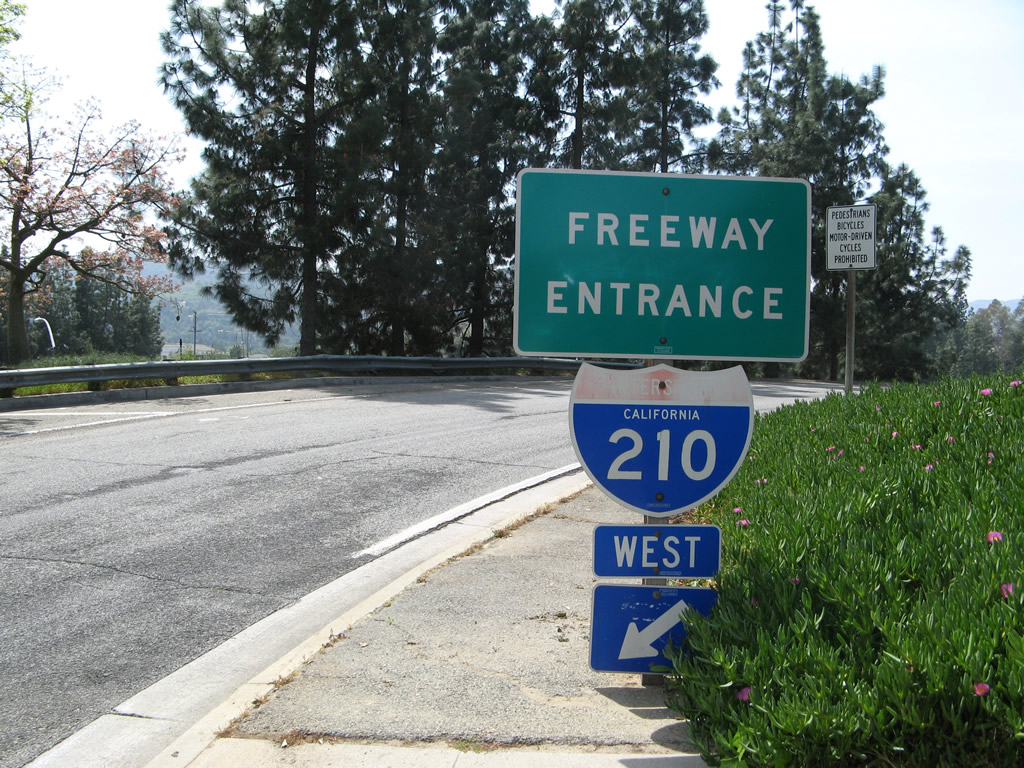 FREEWAY
ENTRANCE
PEDESTRIANS
BICYCLES
MOTOR-DRIVEN
CYCLES
PROHIBITED
CALIFORNIA
210
WEST